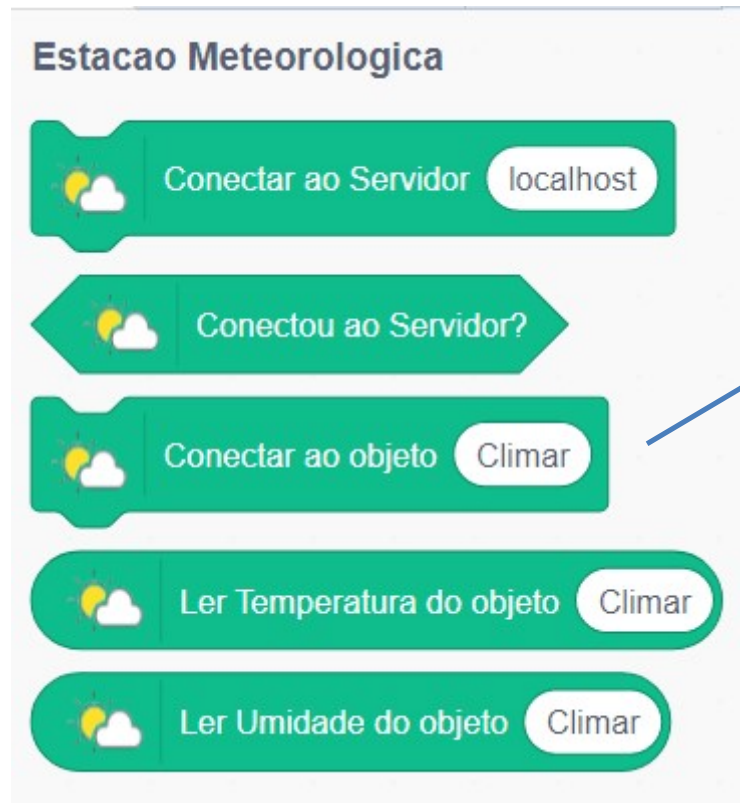 Estacao Meteorologica
Conectar ao Servidor localhost
Conectou ao Servidor?
Conectar ao objeto Climar
Ler Temperatura do objeto Climar
Ler Umidade do objeto Climar